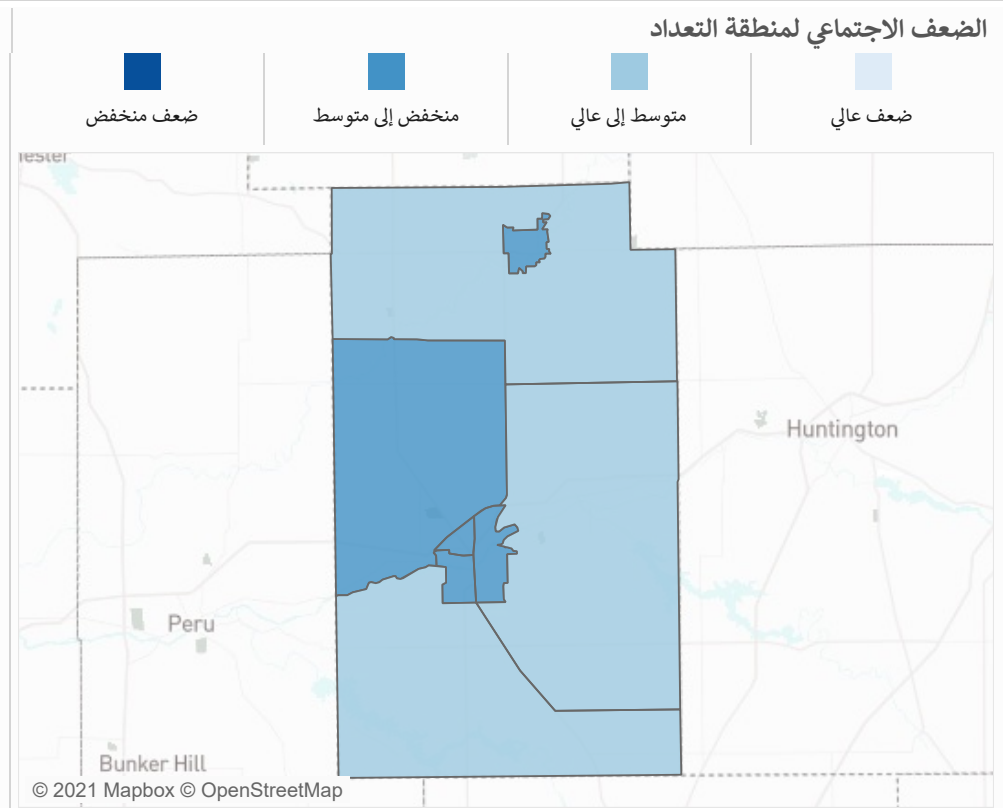 الضعف الاجتماعي لمنطقة التعداد
ضعف عالي
متوسط إلى عالي
منخفض إلى متوسط
ضعف منخفض
Huntington
Peru
Bunker Hill
© 2021 Mapbox © OpenStreetMap